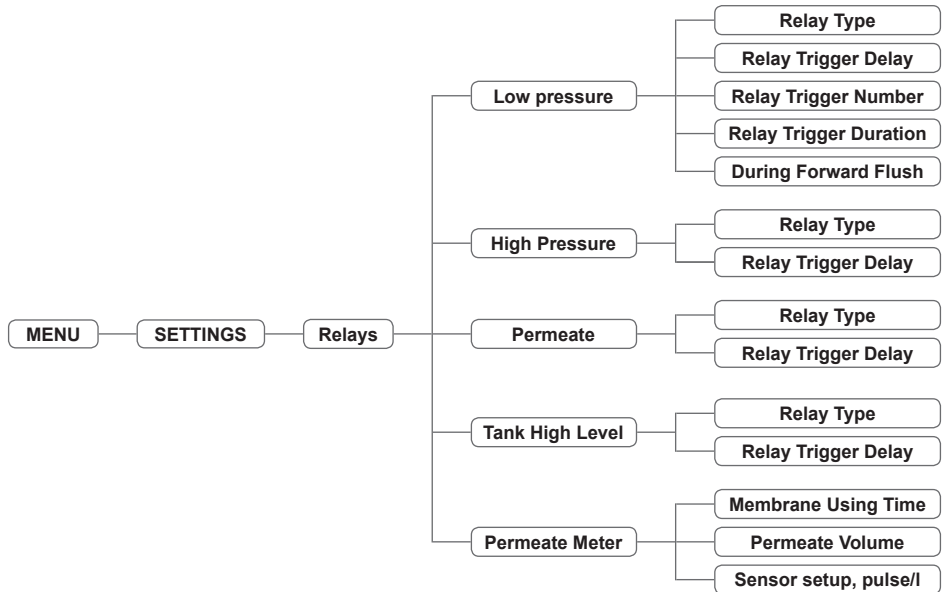 MENU
SETTINGS
Relays
Low pressure
Relay Type
Relay Trigger Delay
Relay Trigger Number
Relay Trigger Duration
During Forward Flush
High Pressure
Relay Type
Relay Trigger Delay
Permeate
Relay Type
Relay Trigger Delay
Tank High Level
Relay Type
Relay Trigger Delay
Permeate Meter
Membrane Using Time
Permeate Volume
Sensor setup, pulse/l